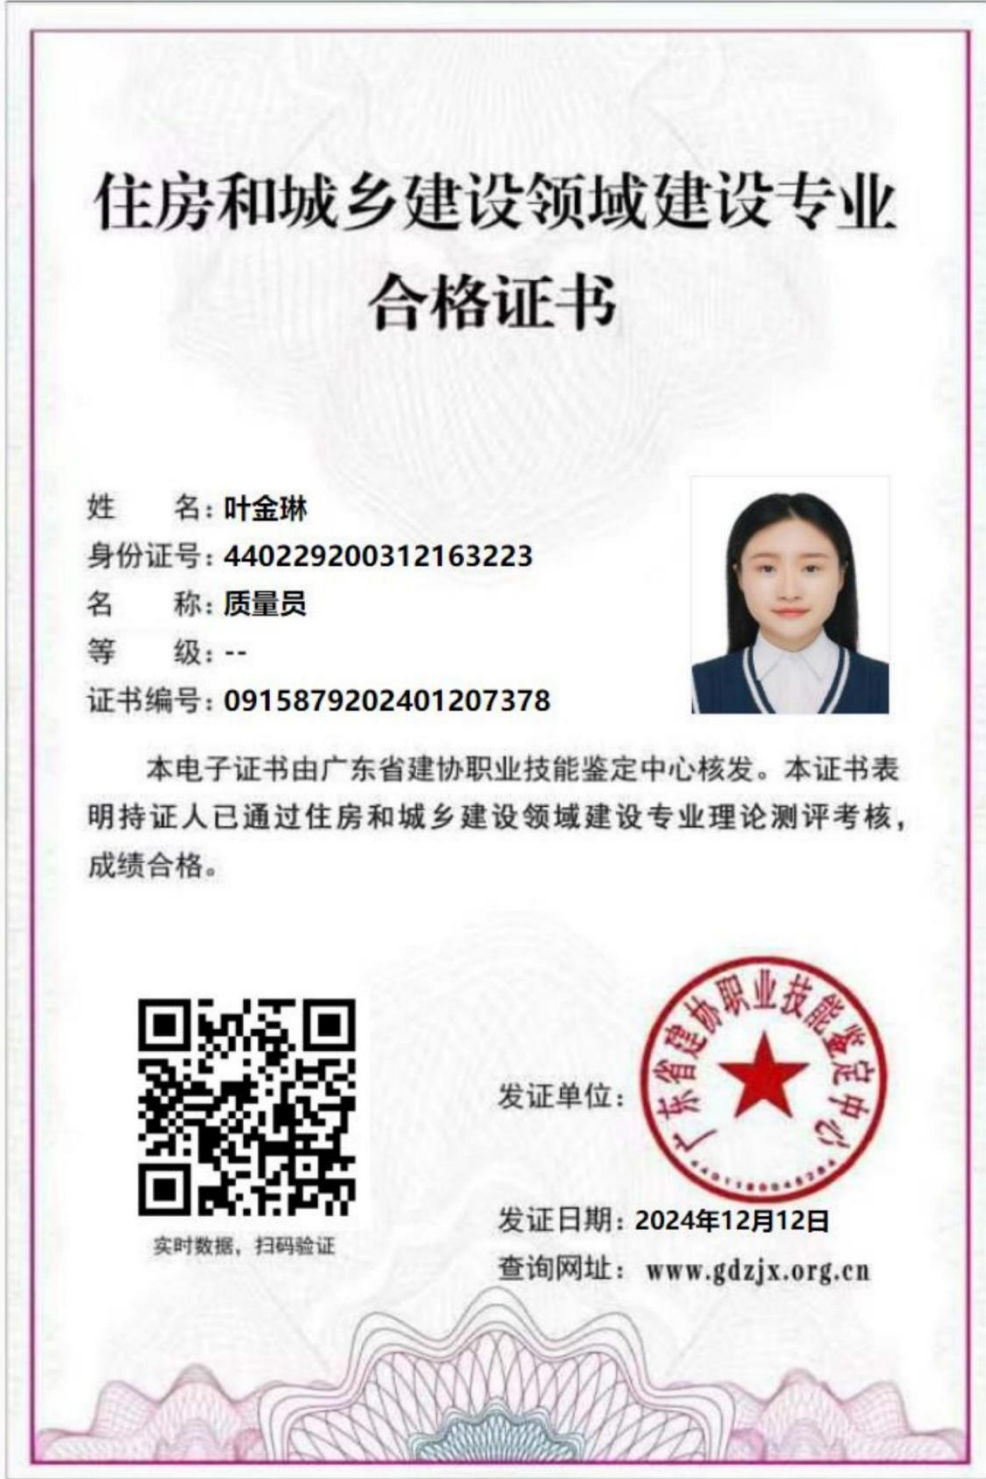 住房和城乡建设领域建设专业
合格证书
姓 名：叶金琳
身份证号：440229200312163223
名 称：质量员
等 级：--
证书编号：0915879202401207378
本电子证书由广东省建协职业技能鉴定中心核发。本证书表
明持证人已通过住房和城乡建设领域建设专业理论测评考核，
成绩合格。
广东省建协职业技能鉴定中心
发证单位：
发证日期：2024年12月12日
实时数据，扫码验证
查询网址：www.gdzjx.org.cn